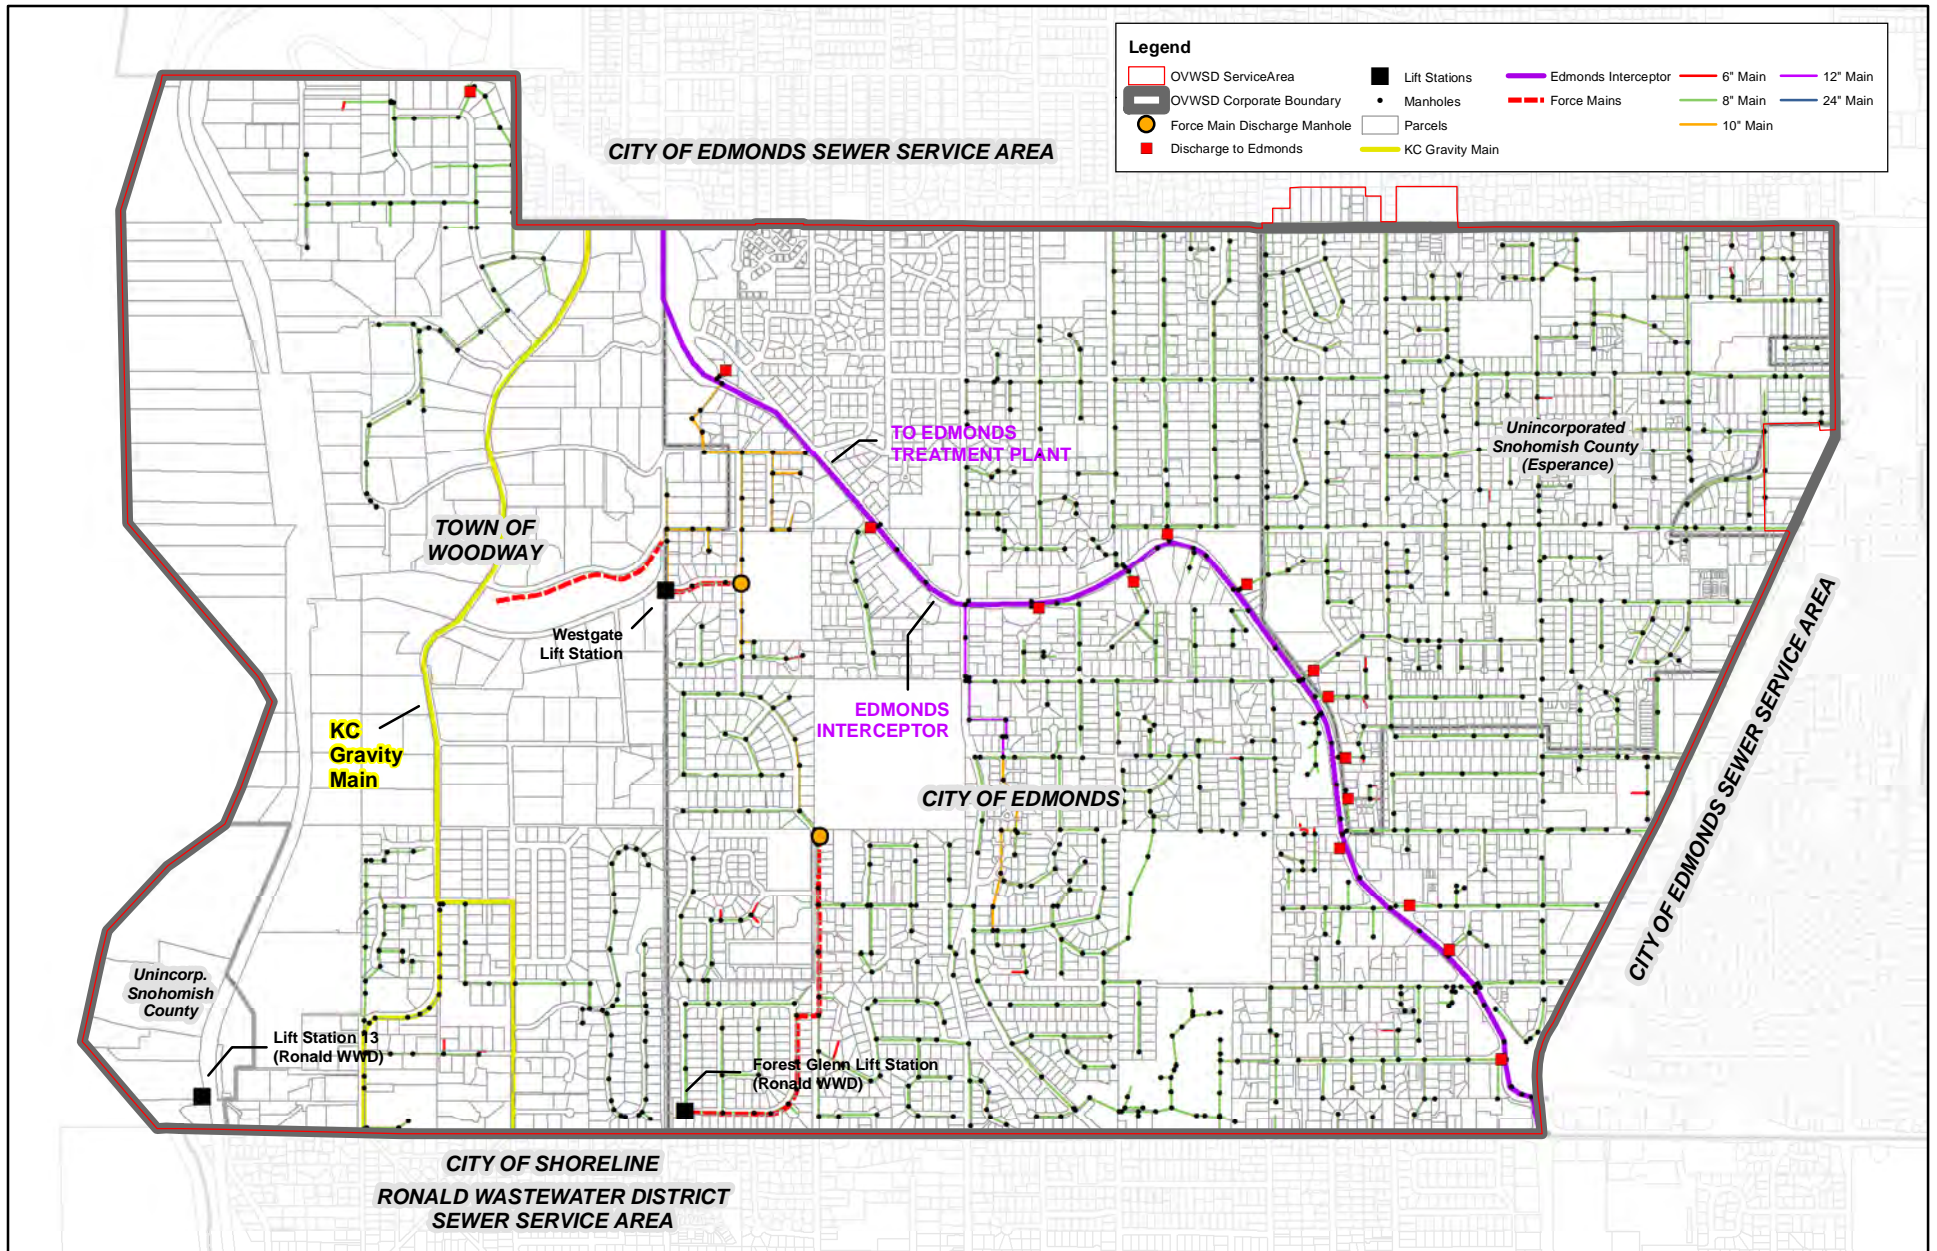 Legend
OVWSD ServiceArea
OVWSD Corporate Boundary
Force Main Discharge Manhole
Discharge to Edmonds
Lift Stations
Manholes
Parcels
KC Gravity Main
Edmonds Interceptor
Force Mains
6" Main
8" Main
10" Main
12" Main
24" Main
CITY OF EDMONDS SEWER SERVICE AREA
TO EDMONDS
TREATMENT PLANT
Unincorporated
Snohomish County
(Esperance)
TOWN OF
WOODWAY
Westgate
Lift Station
EDMONDS
INTERCEPTOR
KC
Gravity
Main
CITY OF EDMONDS
CITY OF EDMONDS SEWER SERVICE AREA
Unincorp.
Snohomish
County
Lift Station 13
(Ronald WWD)
Forest Glenn Lift Station
(Ronald WWD)
CITY OF SHORELINE
RONALD WASTEWATER DISTRICT
SEWER SERVICE AREA